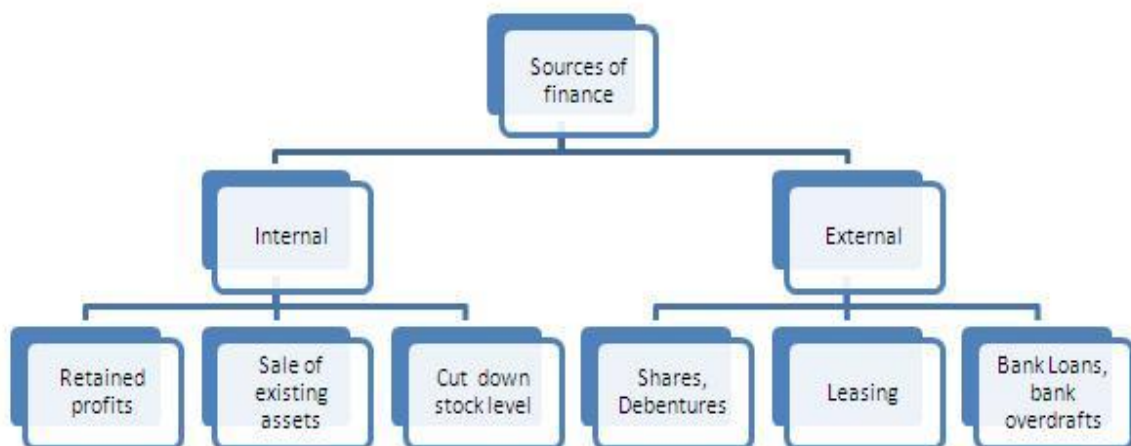 Sources of
finance
Internal
External
Retained
profits
Sale of
existing
assets
Cut down
stock level
Shares,
Debentures
Leasing
Bank Loans,
bank
overdrafts